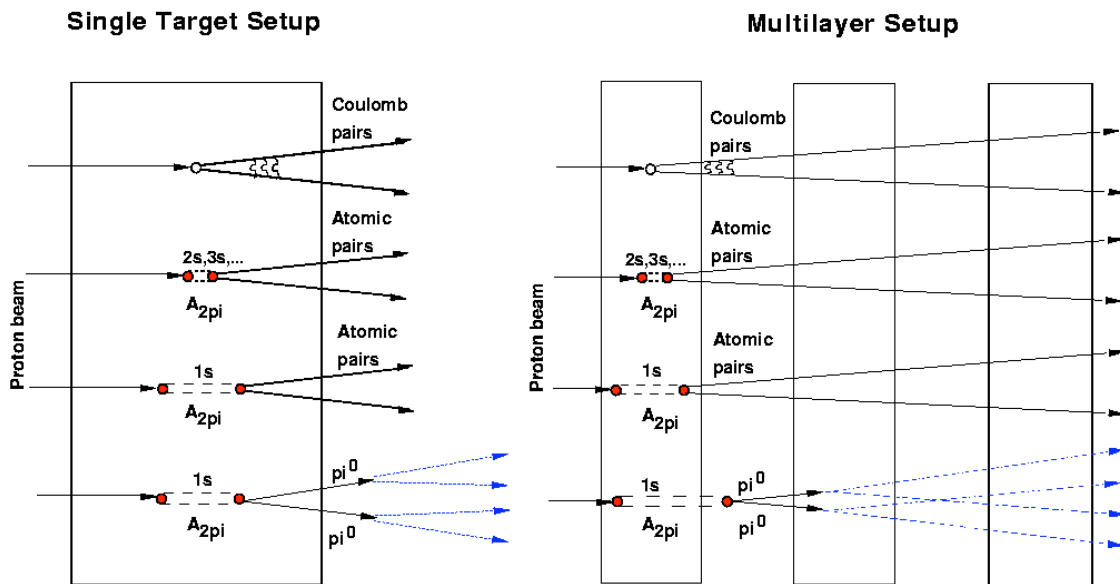 Single Target Setup
Coulomb
pairs
Atomic
2s,3s,...
pairs
A2pi
Atomic
pairs
1s
A2pi
1s
pi0
A2pi
pi0
Proton beam
Multilayer Setup
Coulomb
pairs
Atomic
2s,3s,...
pairs
A2pi
Atomic
pairs
1s
A2pi
1s
pi0
A2pi
pi0
Proton beam